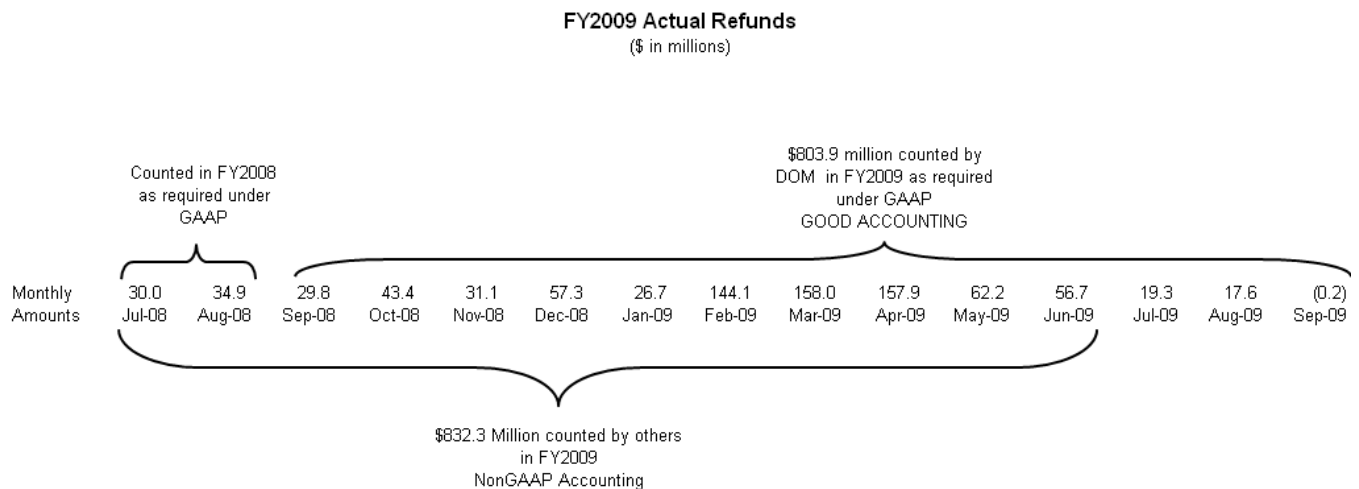 FY2009 Actual Refunds
($ in millions)
Counted in FY2008
as required under
GAAP
$803.9 million counted by
DOM in FY2009 as required
under GAAP
GOOD ACCOUNTING
Monthly 30.0 34.9 29.8 43.4 31.1 57.3 26.7 144.1 158.0 157.9 62.2 56.7 19.3 17.6 (0.2)
Amounts Jul-08 Aug-08 Sep-08 Oct-08 Nov-08 Dec-08 Jan-09 Feb-09 Mar-09 Apr-09 May-09 Jun-09 Jul-09 Aug-09 Sep-09
$832.3 Million counted by others
in FY2009
NonGAAP Accounting